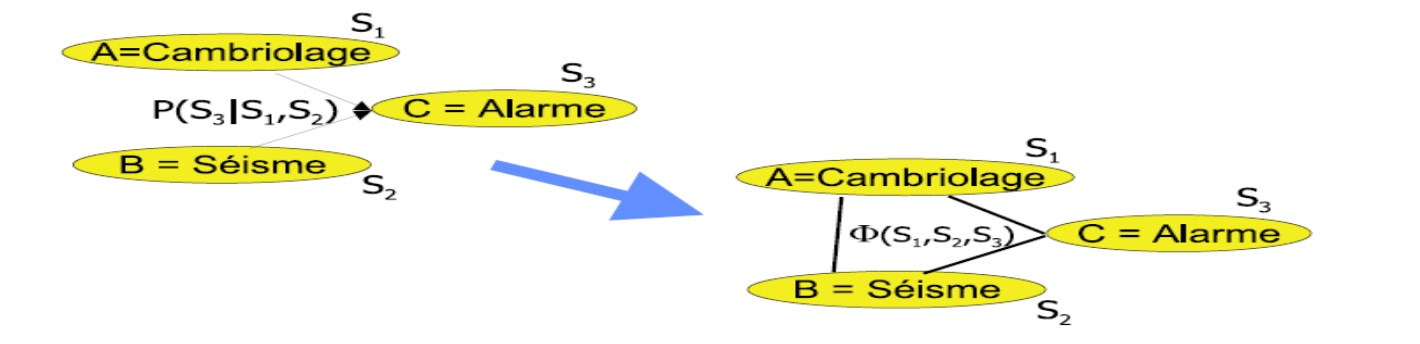 S₁
A=Cambriolage
S₃
P(S₃|S₁,S₂)
C = Alarme
B = Séisme
S₂
S₁
A=Cambriolage
S₃
Φ(S₁,S₂,S₃)
C = Alarme
B = Séisme
S₂